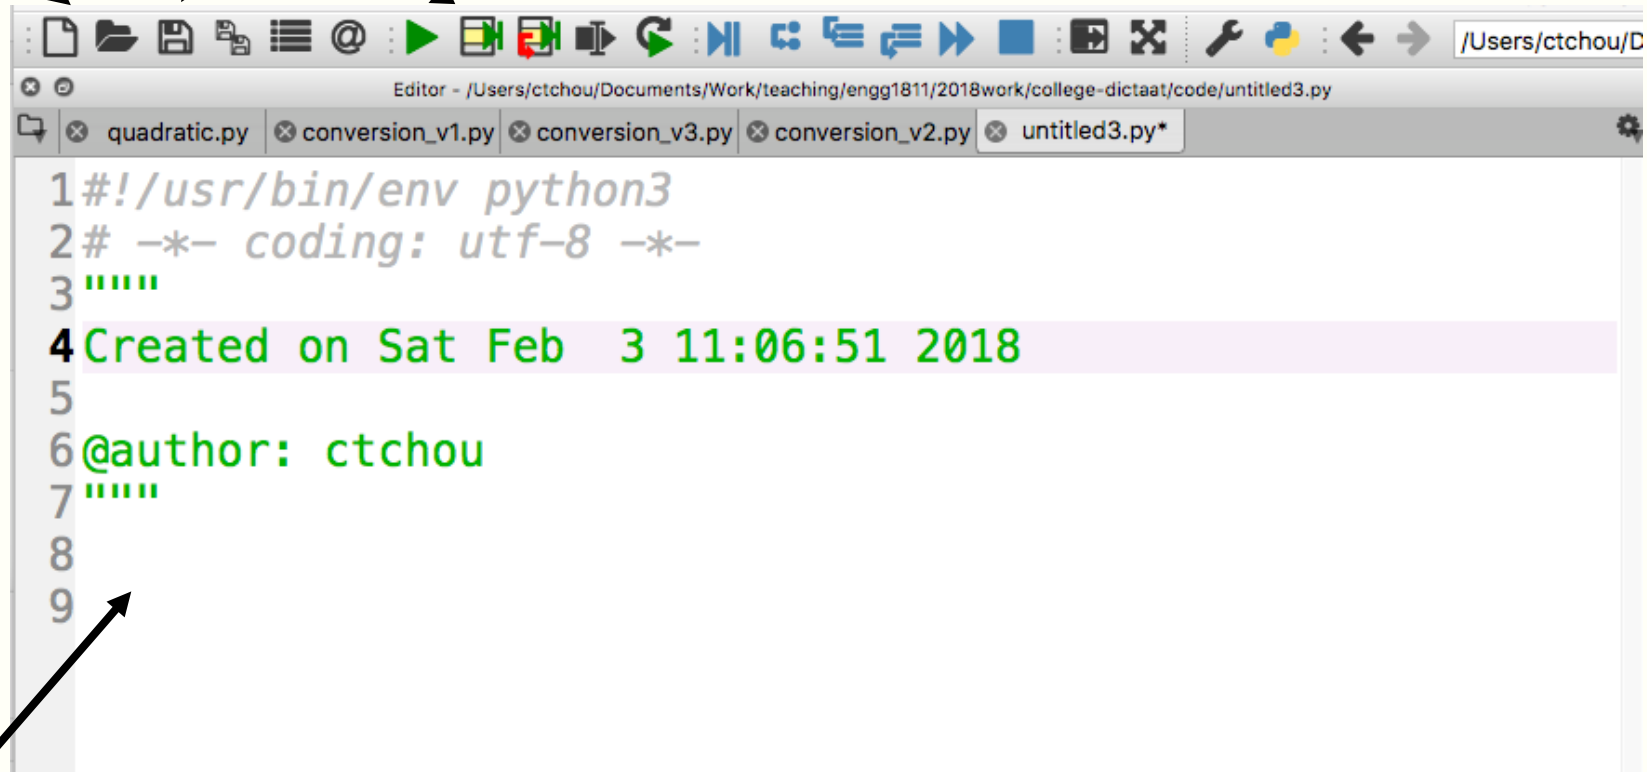 /Users/ctchou/D
Editor - /Users/ctchou/Documents/Work/teaching/engg1811/2018work/college-dictaat/code/untitled3.py
quadratic.py conversion_v1.py conversion_v3.py conversion_v2.py untitled3.py*
1 #!/usr/bin/env python3
2 # -*- coding: utf-8 -*-
3 """
4 Created on Sat Feb  3 11:06:51 2018
5
6 @author: ctchou
7 """
8
9